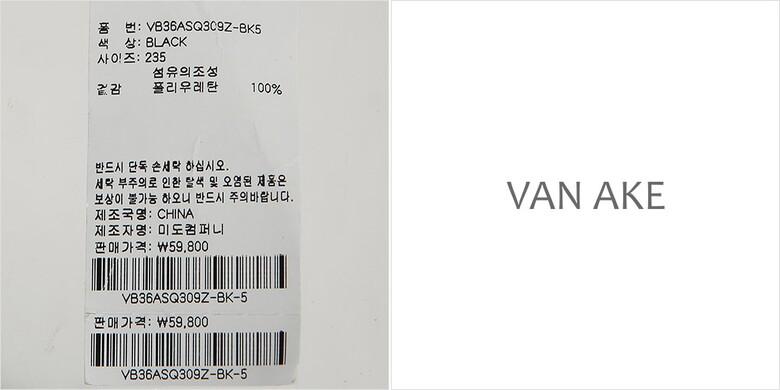 품 번: VB36ASQ309Z-BK5
색 상: BLACK
사이즈: 235
섬유의조성
겉감 폴리우레탄 100%
반드시 단독 손세탁 하십시오.
세탁 부주의로 인한 탈색 및 오염된 제품은
보상이 불가능 하오니 반드시 주의바랍니다.
제조국명: CHINA
제조자명: 미도컴퍼니
판매가격: ₩59,800
VB36ASQ309Z-BK-5
판매가격: ₩59,800
VB36ASQ309Z-BK-5
VAN AKE